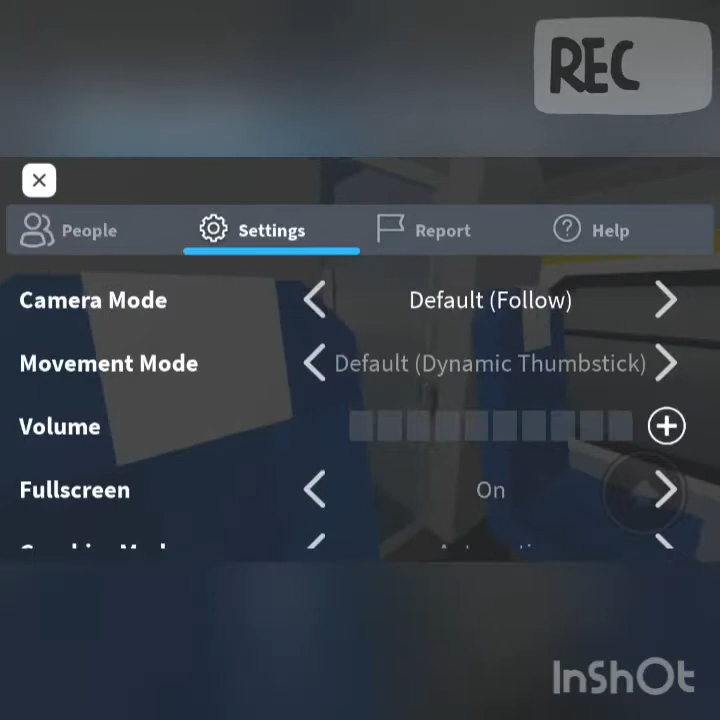 REC
People Settings Report Help
Camera Mode Default (Follow)
Movement Mode Default (Dynamic Thumbstick)
Volume
Fullscreen On
InShOt